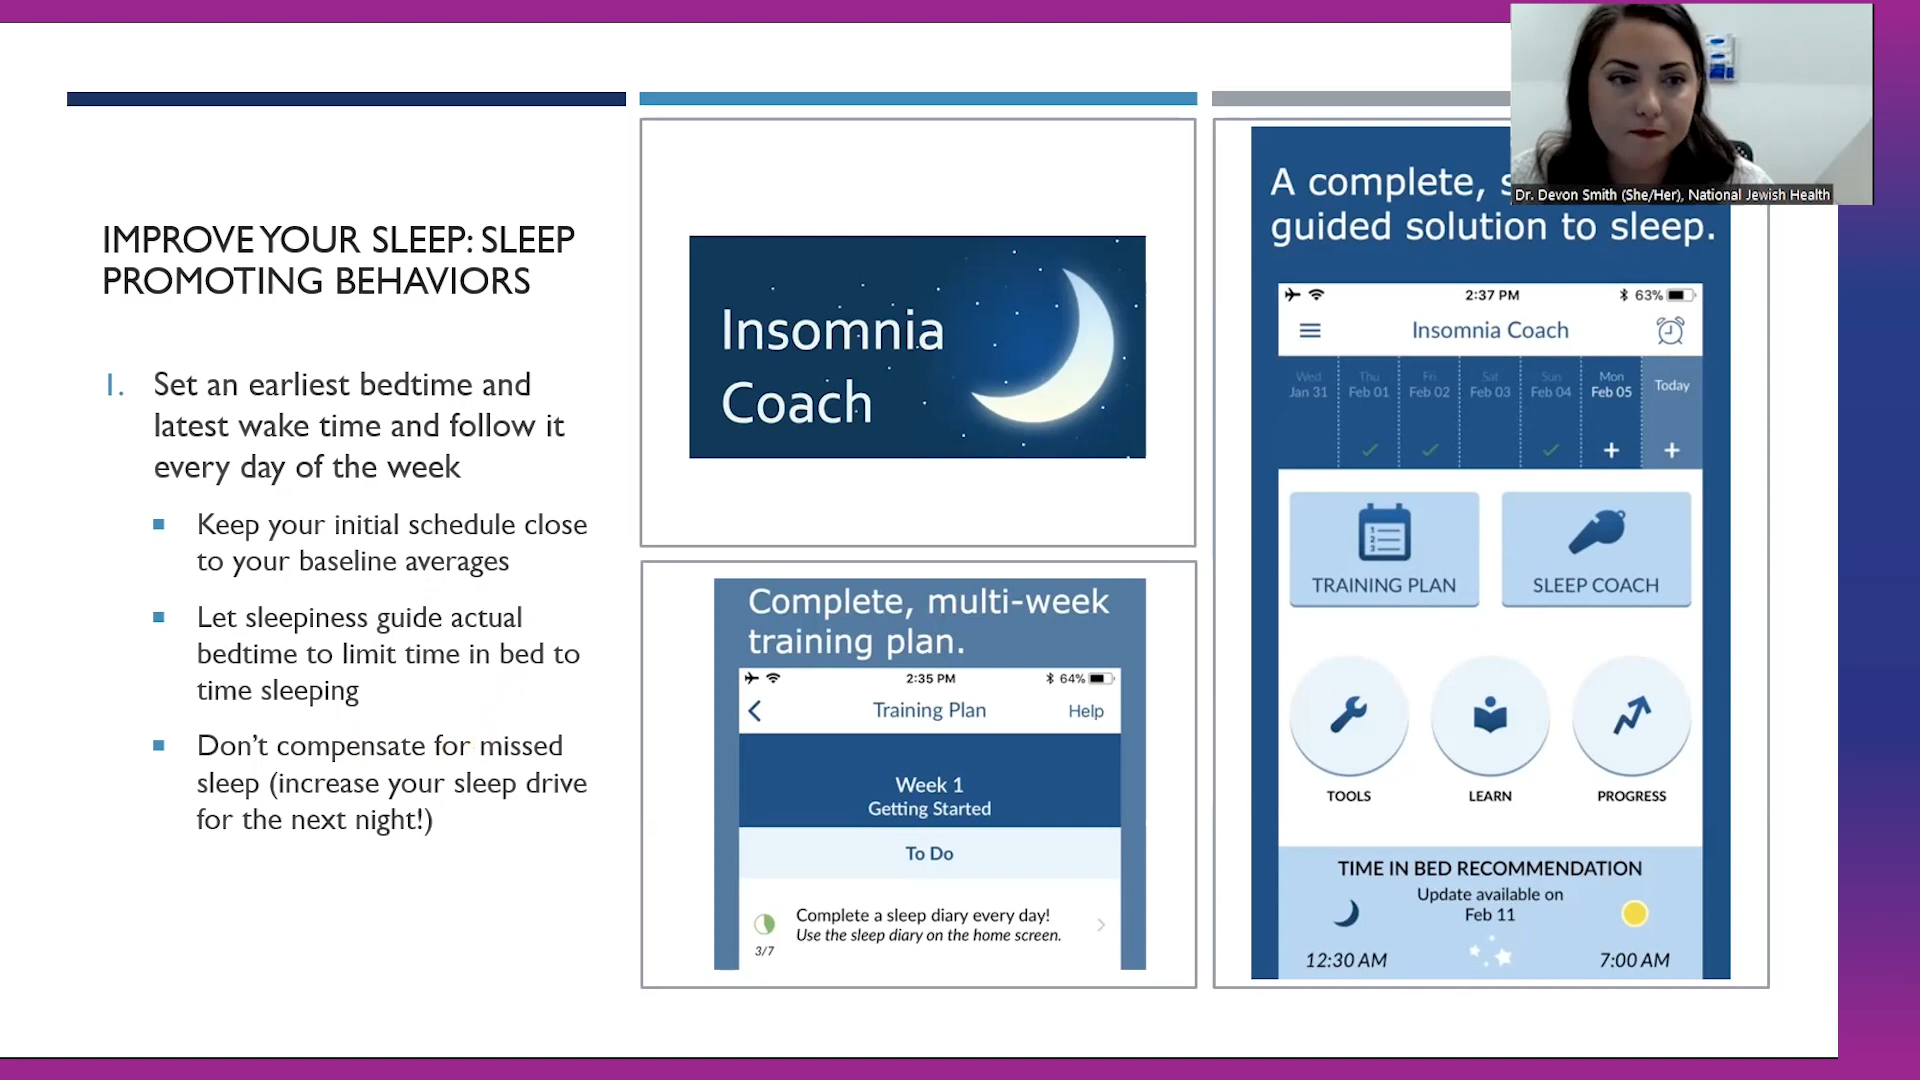 IMPROVE YOUR SLEEP: SLEEP
PROMOTING BEHAVIORS
1. Set an earliest bedtime and
latest wake time and follow it
every day of the week
Keep your initial schedule close
to your baseline averages
Let sleepiness guide actual
bedtime to limit time in bed to
time sleeping
Don't compensate for missed
sleep (increase your sleep drive
for the next night!)
Insomnia
Coach
Complete, multi-week
training plan.
2:35 PM 64%
Training Plan Help
Week 1
Getting Started
To Do
Complete a sleep diary every day!
Use the sleep diary on the home screen.
3/7
A complete,
guided solution to sleep.
2:37 PM 63%
Insomnia Coach
Wed Thu Fri Sat Sun Mon Today
Jan 31 Feb 01 Feb 02 Feb 03 Feb 04 Feb 05
TRAINING PLAN SLEEP COACH
TOOLS LEARN PROGRESS
TIME IN BED RECOMMENDATION
Update available on
Feb 11
12:30 AM 7:00 AM
Dr. Devon Smith (She/Her), National Jewish Health